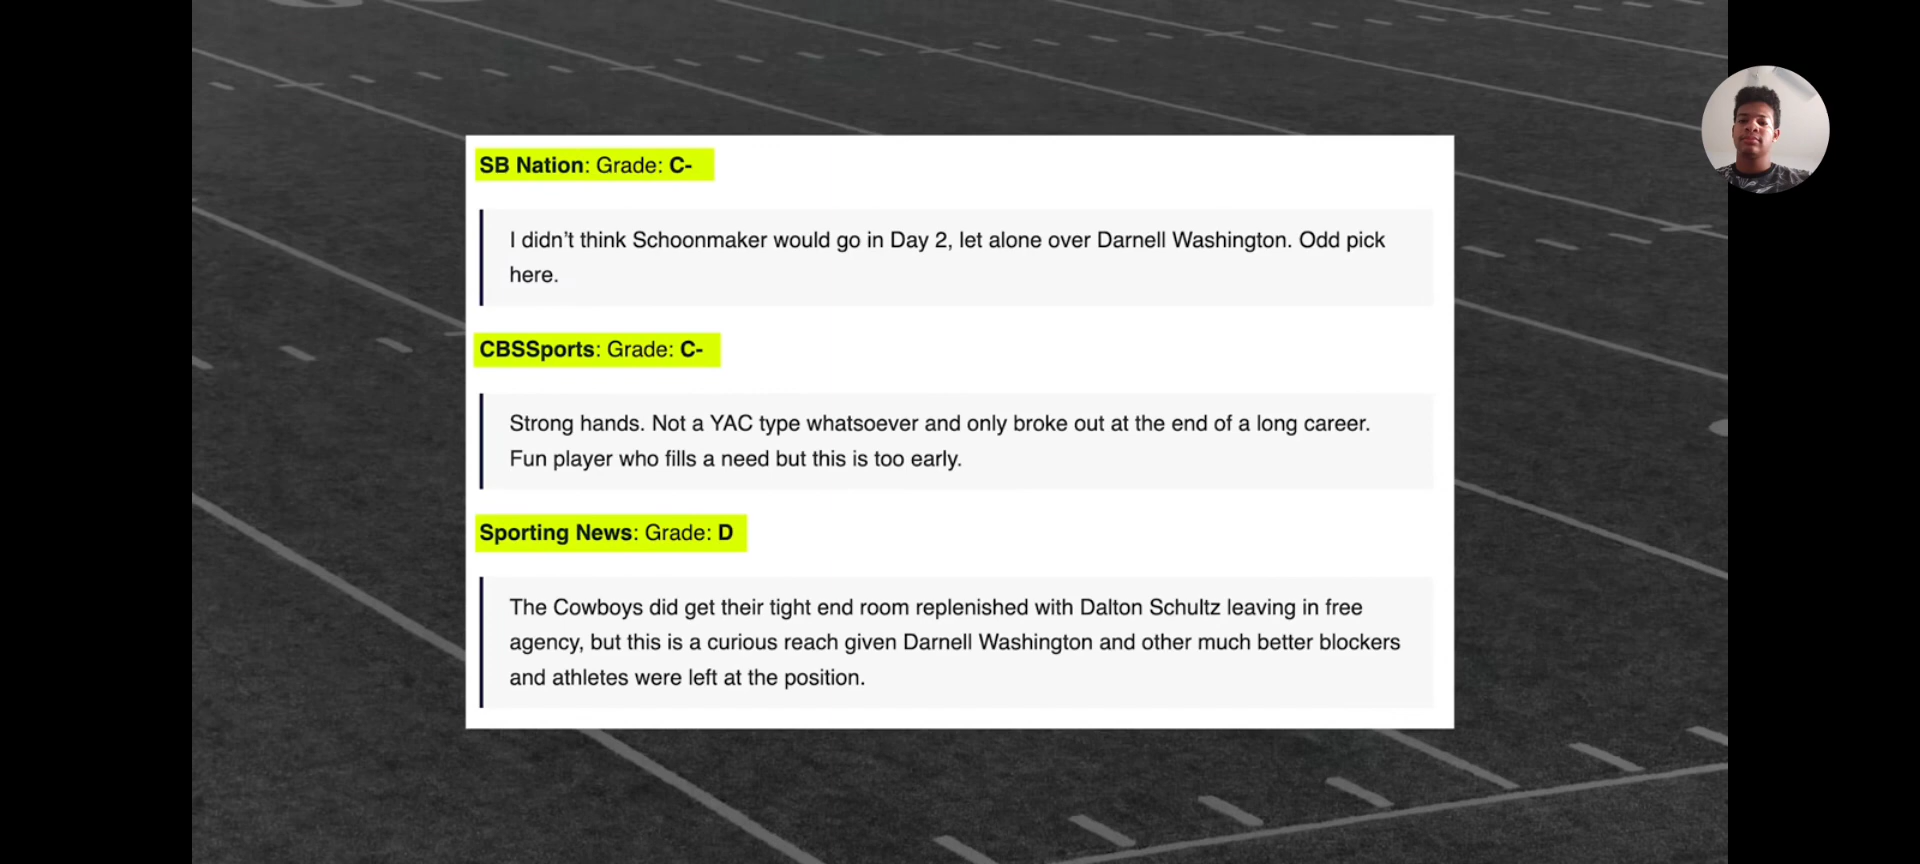 SB Nation: Grade: C-
I didn’t think Schoonmaker would go in Day 2, let alone over Darnell Washington. Odd pick
here.
CBSSports: Grade: C-
Strong hands. Not a YAC type whatsoever and only broke out at the end of a long career.
Fun player who fills a need but this is too early.
Sporting News: Grade: D
The Cowboys did get their tight end room replenished with Dalton Schultz leaving in free
agency, but this is a curious reach given Darnell Washington and other much better blockers
and athletes were left at the position.